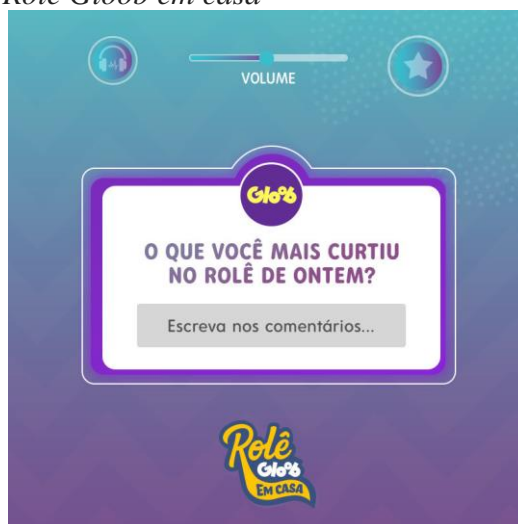 Rolê Gloob em casa
VOLUME
Gloob
O QUE VOCÊ MAIS CURTIU
NO ROLÊ DE ONTEM?
Escreva nos comentários...
Rolê
Gloob
EM CASA